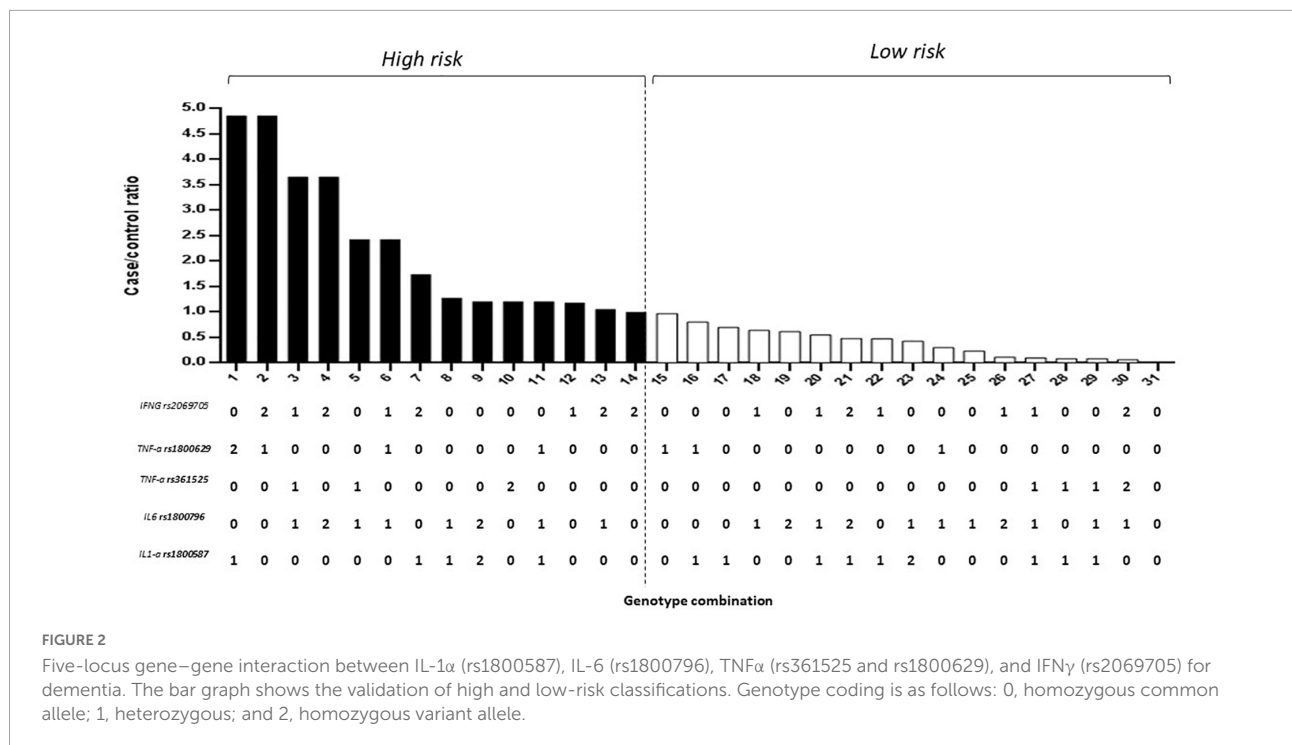 High risk
Low risk
Case/control ratio
5.0
4.5
4.0
3.5
3.0
2.5
2.0
1.5
1.0
0.5
0.0
1 2 3 4 5 6 7 8 9 10 11 12 13 14 15 16 17 18 19 20 21 22 23 24 25 26 27 28 29 30 31
IFNG rs2069705 0 2 1 2 0 1 2 0 0 0 0 1 2 2 0 0 0 1 0 1 2 1 0 0 0 1 1 0 0 2 0
TNF-α rs1800629 2 1 0 0 0 1 0 0 0 0 1 0 0 0 1 1 0 0 0 0 0 0 0 1 0 0 0 0 0 0 0
TNF-α rs361525 0 0 1 0 1 0 0 0 0 2 0 0 0 0 0 0 0 0 0 0 0 0 0 0 0 0 1 1 1 2 0
IL6 rs1800796 0 0 1 2 1 1 0 1 2 0 1 0 1 0 0 0 0 1 2 1 2 0 1 1 1 2 1 0 1 1 0
IL1-α rs1800587 1 0 0 0 0 0 1 1 2 0 1 0 0 0 0 1 1 0 0 1 1 1 2 0 0 0 1 1 1 0 0
Genotype combination
FIGURE 2
Five-locus gene–gene interaction between IL-1α (rs1800587), IL-6 (rs1800796), TNFα (rs361525 and rs1800629), and IFNγ (rs2069705) for
dementia. The bar graph shows the validation of high and low-risk classifications. Genotype coding is as follows: 0, homozygous common
allele; 1, heterozygous; and 2, homozygous variant allele.